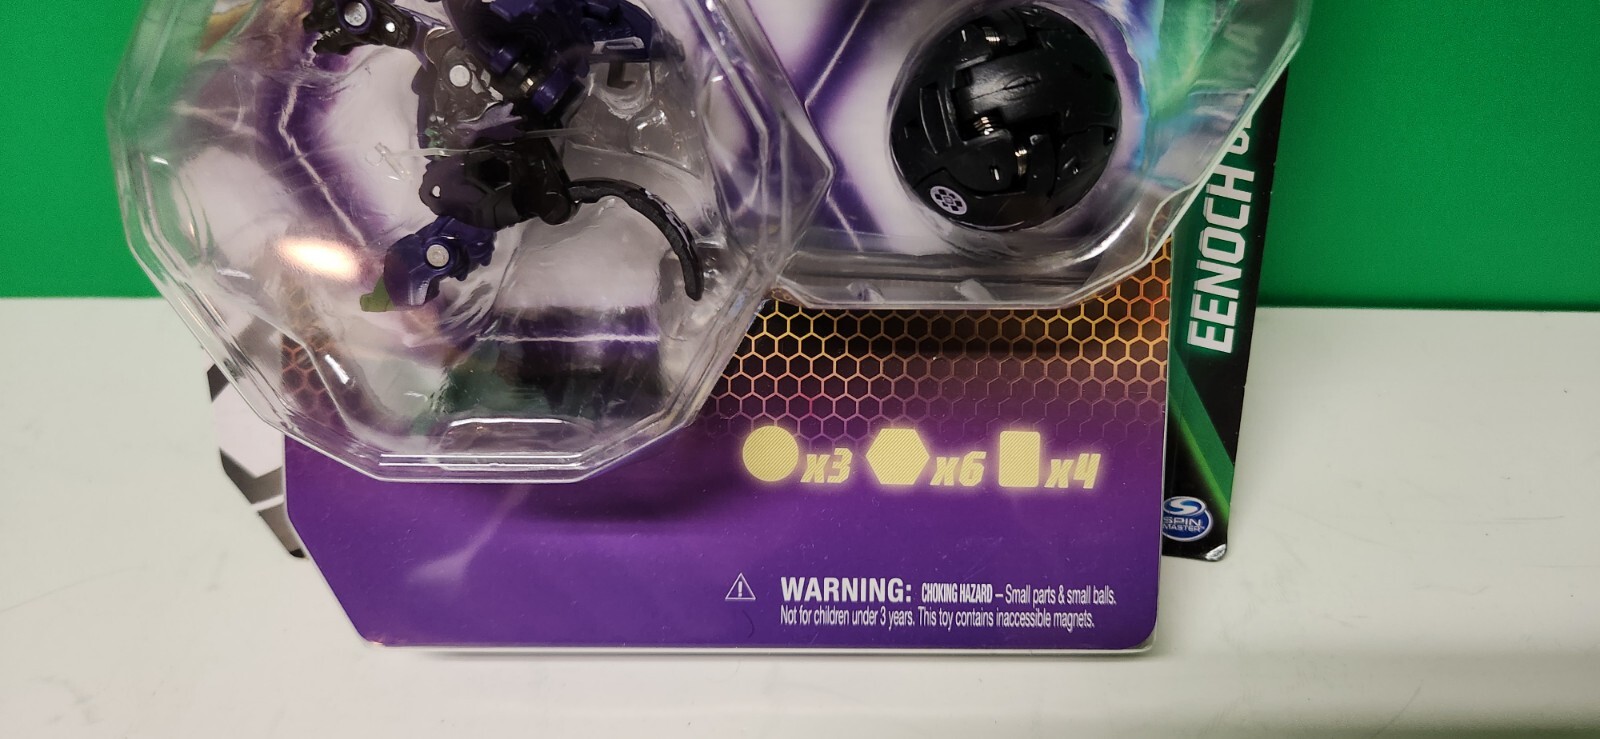 EENOCH
x3 x6 x4
SPIN
MASTER
WARNING: CHOKING HAZARD – Small parts & small balls.
Not for children under 3 years. This toy contains inaccessible magnets.